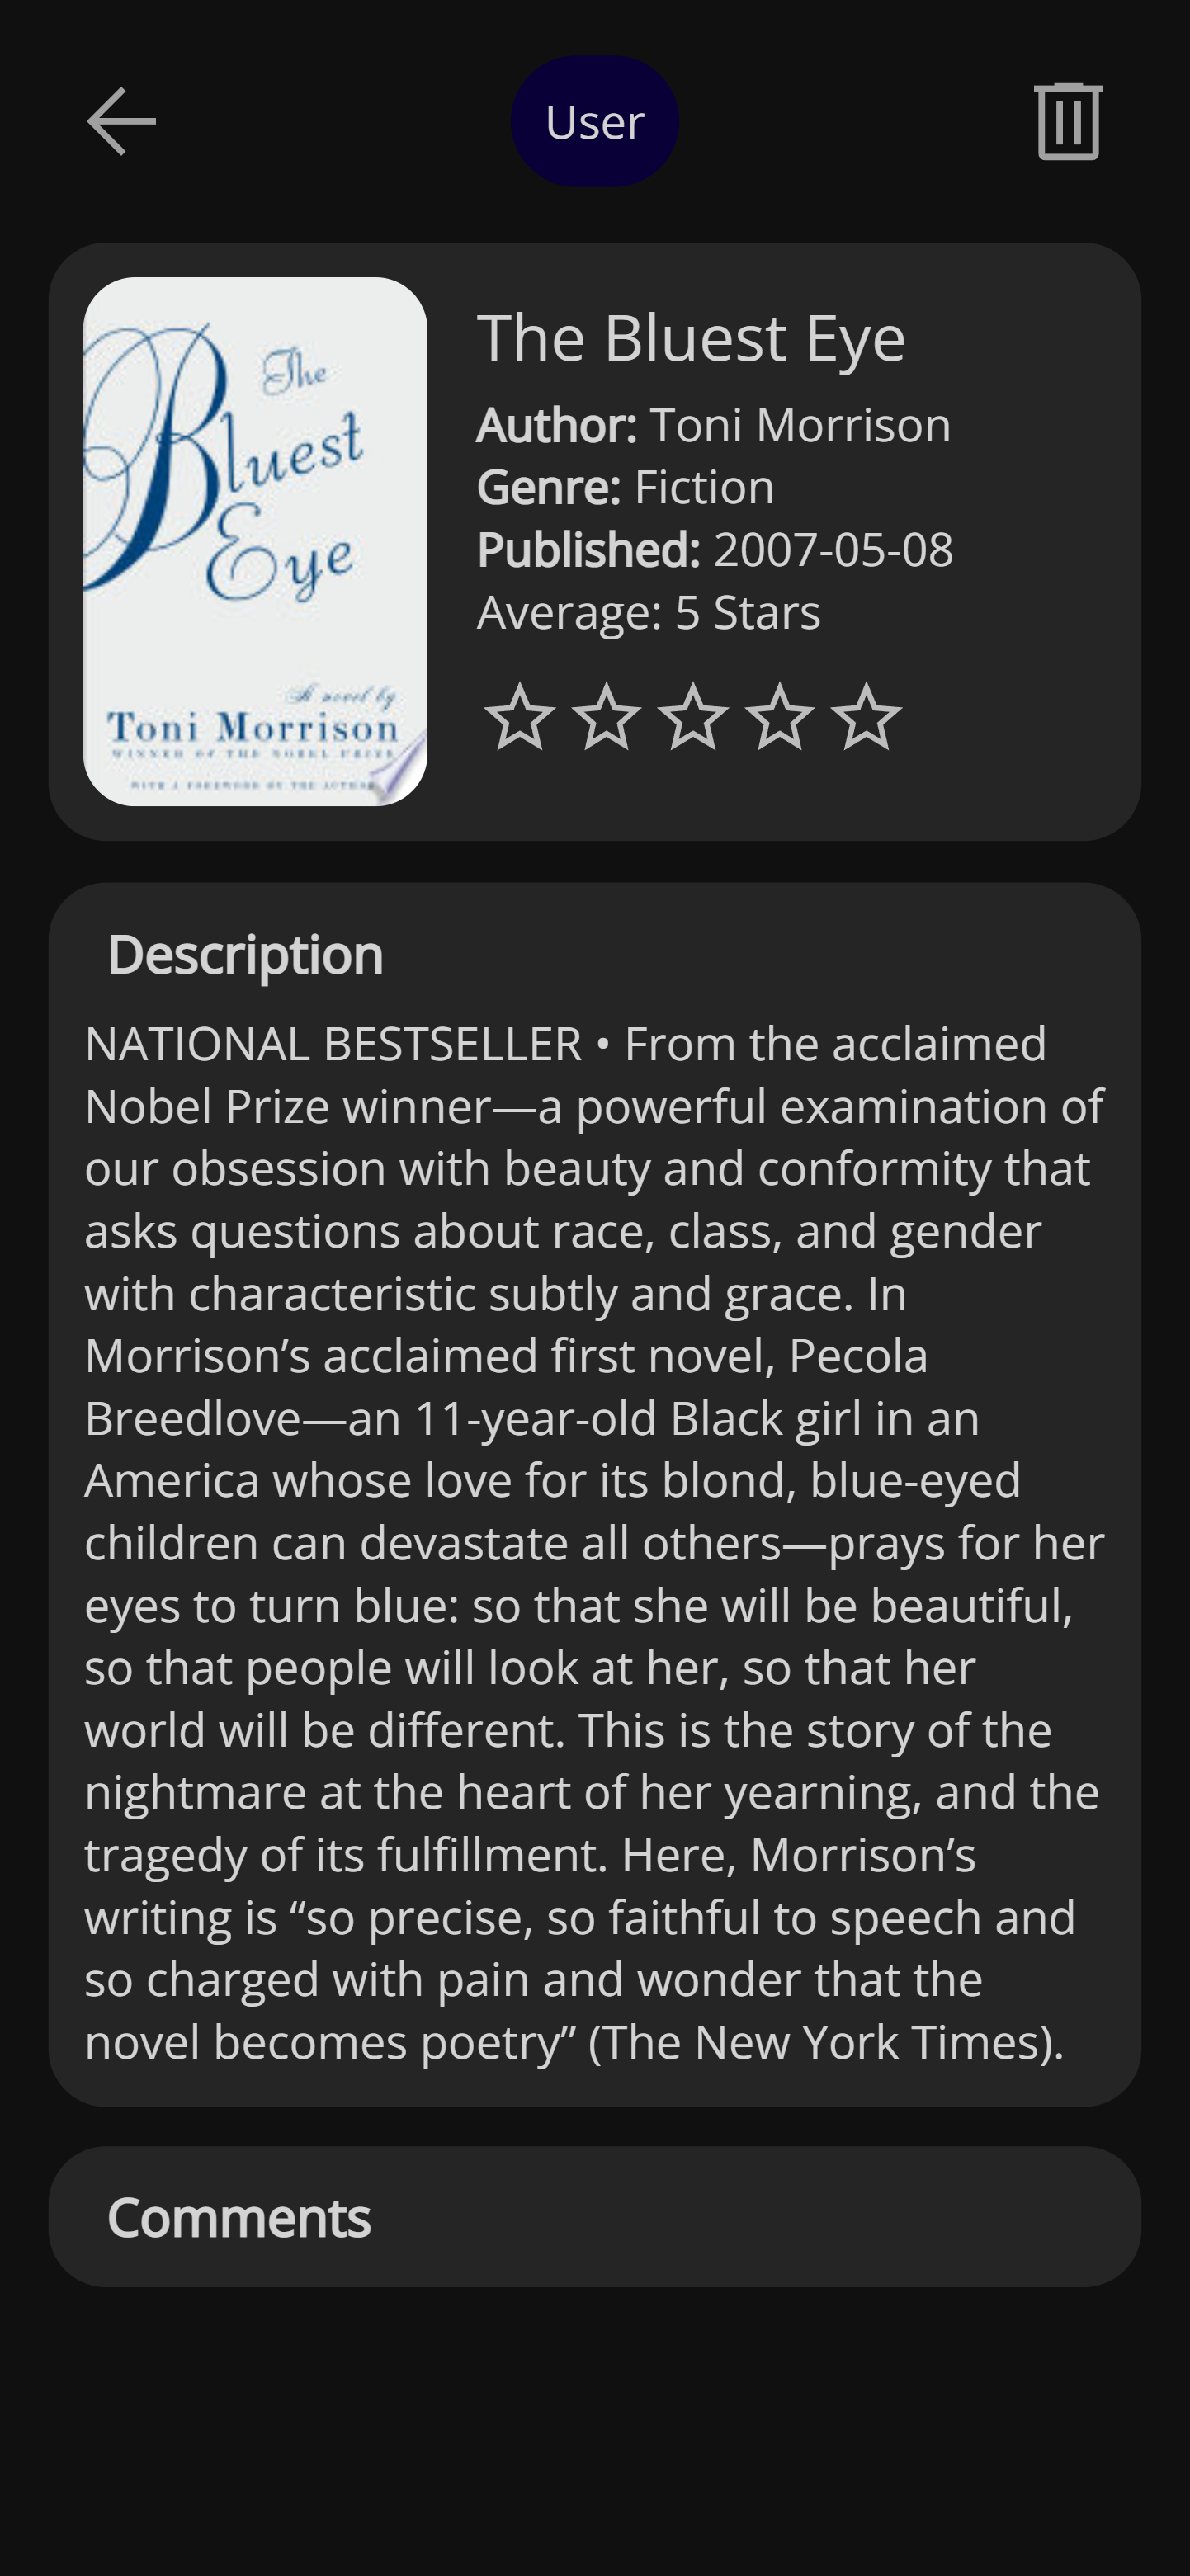 User
The
Bluest
Eye
A novel by
Toni Morrison
WINNER OF THE NOBEL PRIZE
WITH A FOREWORD BY THE AUTHOR
The Bluest Eye
Author: Toni Morrison
Genre: Fiction
Published: 2007-05-08
Average: 5 Stars
Description
NATIONAL BESTSELLER • From the acclaimed
Nobel Prize winner—a powerful examination of
our obsession with beauty and conformity that
asks questions about race, class, and gender
with characteristic subtly and grace. In
Morrison’s acclaimed first novel, Pecola
Breedlove—an 11-year-old Black girl in an
America whose love for its blond, blue-eyed
children can devastate all others—prays for her
eyes to turn blue: so that she will be beautiful,
so that people will look at her, so that her
world will be different. This is the story of the
nightmare at the heart of her yearning, and the
tragedy of its fulfillment. Here, Morrison’s
writing is “so precise, so faithful to speech and
so charged with pain and wonder that the
novel becomes poetry” (The New York Times).
Comments